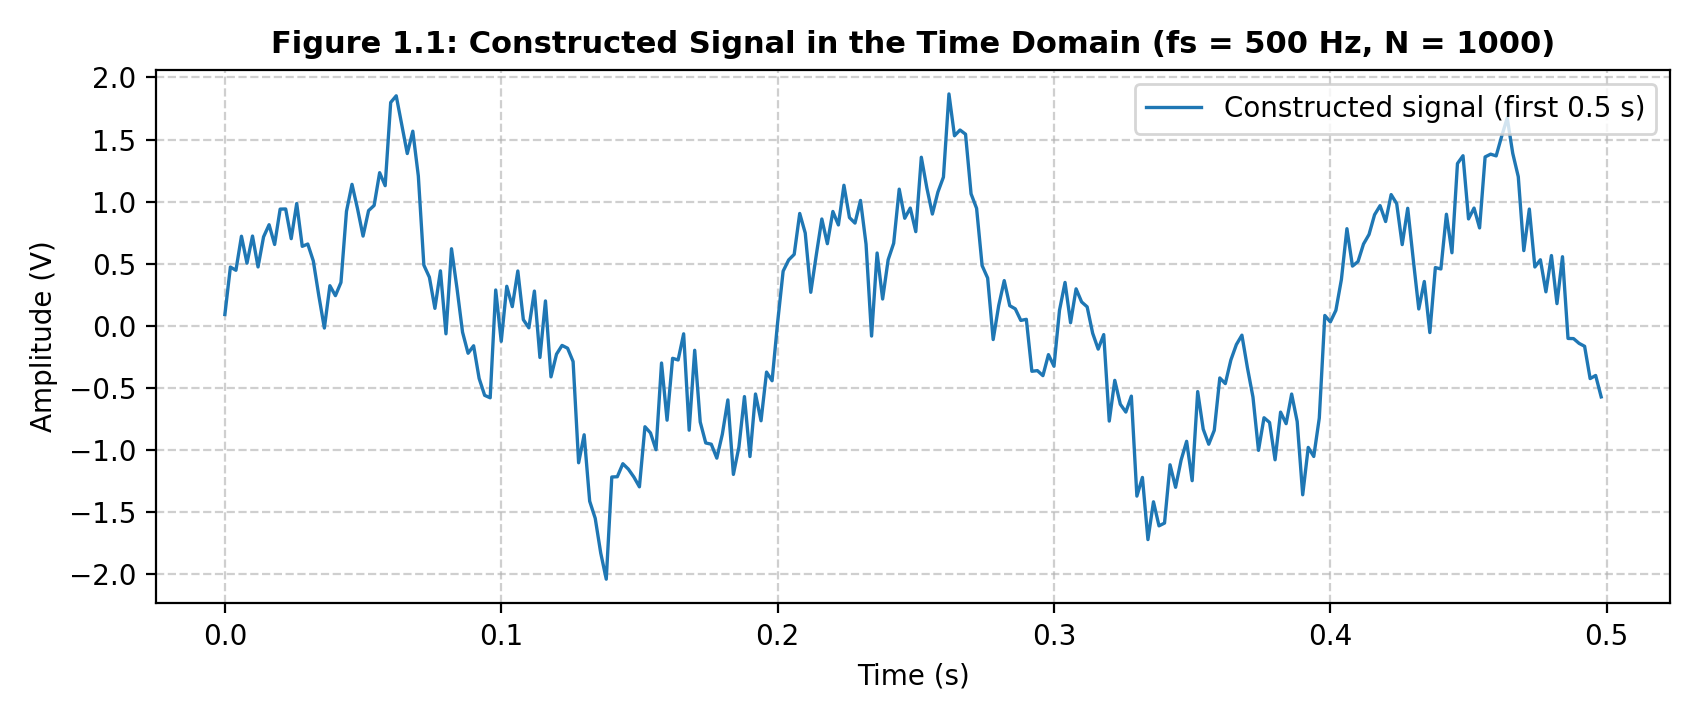 Figure 1.1: Constructed Signal in the Time Domain (fs = 500 Hz, N = 1000)
Constructed signal (first 0.5 s)
Amplitude (V)
2.0
1.5
1.0
0.5
0.0
−0.5
−1.0
−1.5
−2.0
0.0 0.1 0.2 0.3 0.4 0.5
Time (s)